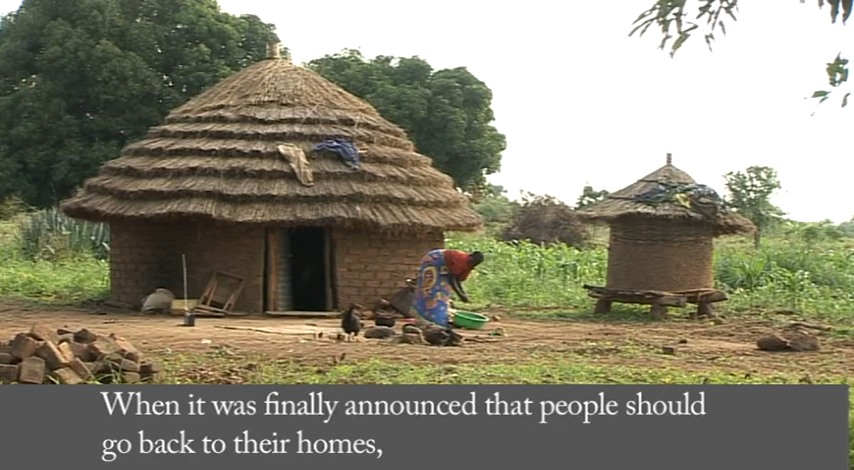 When it was finally announced that people should
go back to their homes,